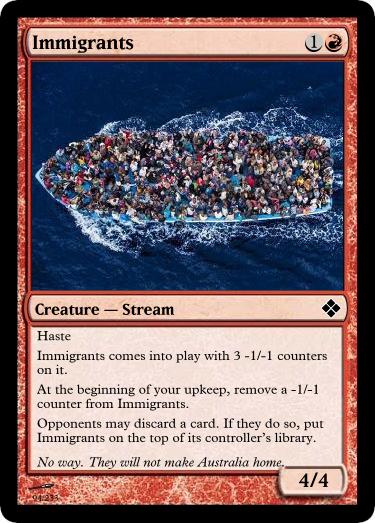 Immigrants 1
Creature — Stream
Haste
Immigrants comes into play with 3 -1/-1 counters
on it.
At the beginning of your upkeep, remove a -1/-1
counter from Immigrants.
Opponents may discard a card. If they do so, put
Immigrants on the top of its controller's library.
No way. They will not make Australia home.
4/4